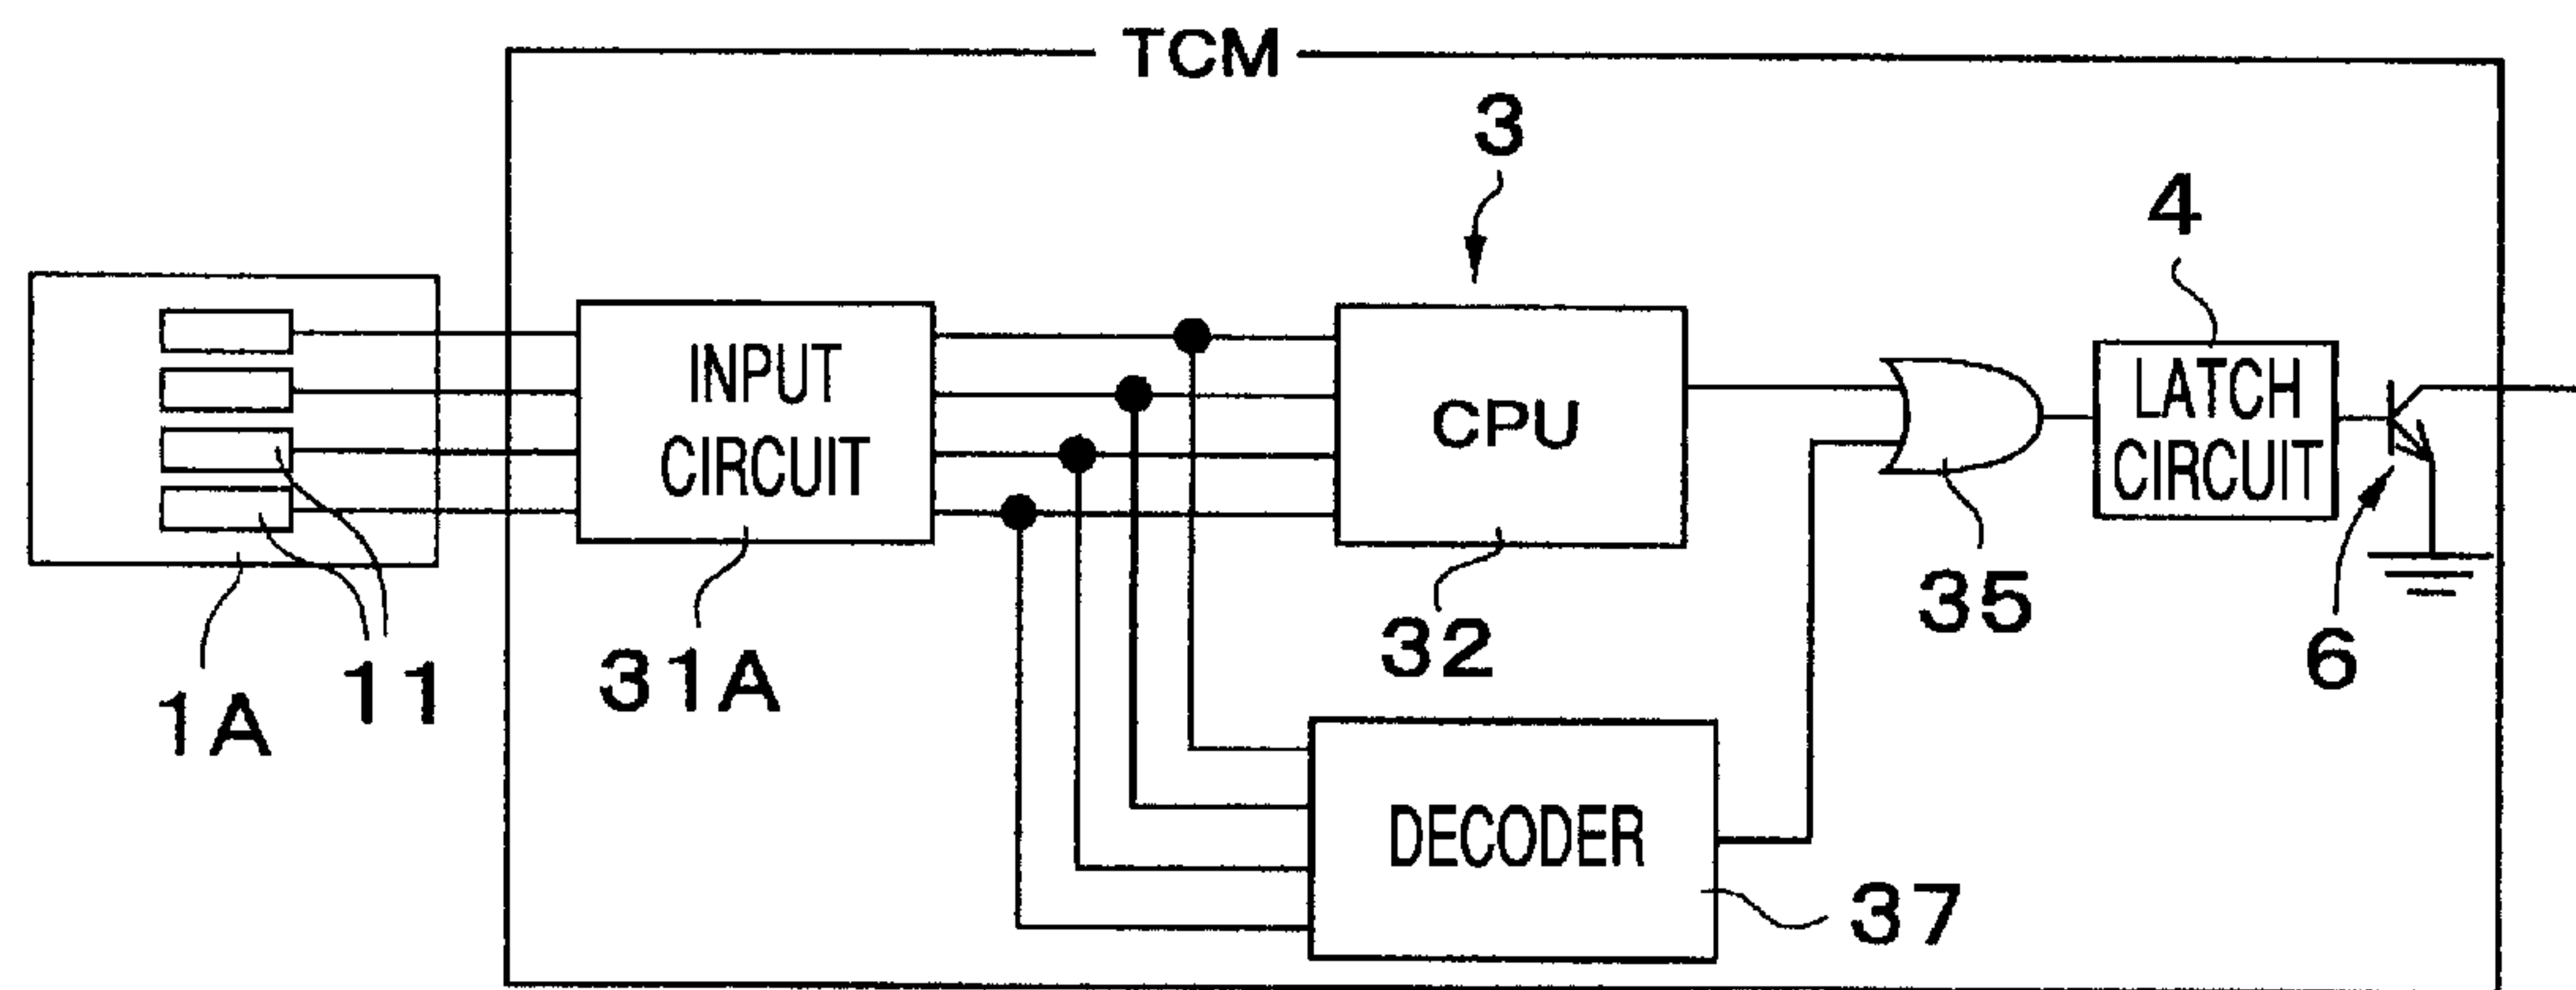 TCM
3
4
INPUT
CIRCUIT
CPU
LATCH
CIRCUIT
35
6
32
31A
11
1A
DECODER
37